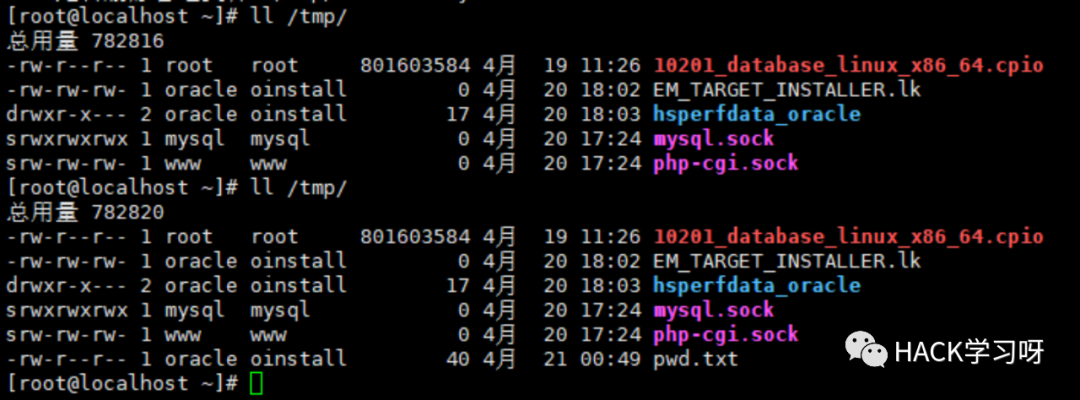 [root@localhost ~]# ll /tmp/
总用量 782816
-rw-r--r-- 1 root   root     801603584 4月  19 11:26 10201_database_linux_x86_64.cpio
-rw-rw-rw- 1 oracle oinstall         0 4月  20 18:02 EM_TARGET_INSTALLER.lk
drwxr-x--- 2 oracle oinstall        17 4月  20 18:03 hsperfdata_oracle
srwxrwxrwx 1 mysql  mysql            0 4月  20 17:24 mysql.sock
srw-rw-rw- 1 www    www              0 4月  20 17:24 php-cgi.sock
[root@localhost ~]# ll /tmp/
总用量 782820
-rw-r--r-- 1 root   root     801603584 4月  19 11:26 10201_database_linux_x86_64.cpio
-rw-rw-rw- 1 oracle oinstall         0 4月  20 18:02 EM_TARGET_INSTALLER.lk
drwxr-x--- 2 oracle oinstall        17 4月  20 18:03 hsperfdata_oracle
srwxrwxrwx 1 mysql  mysql            0 4月  20 17:24 mysql.sock
srw-rw-rw- 1 www    www              0 4月  20 17:24 php-cgi.sock
-rw-r--r-- 1 oracle oinstall        40 4月  21 00:49 pwd.txt
HACK学习呀
[root@localhost ~]#